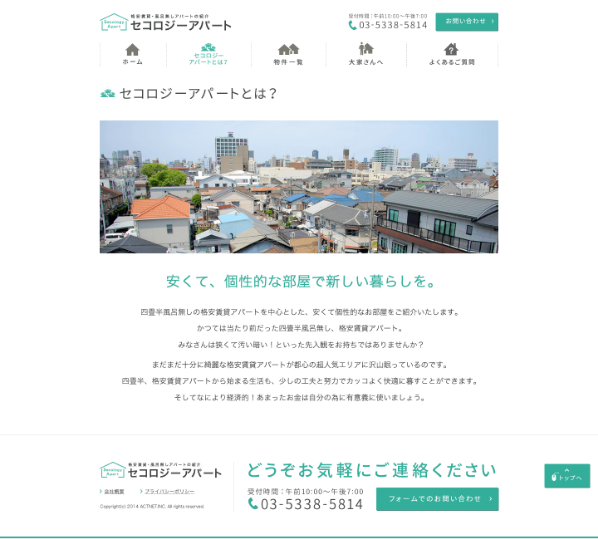 格安賃貸・風呂無しアパートの紹介
Secology Apart
セコロジーアパート
受付時間：午前10:00〜午後7:00
03-5338-5814
お問い合わせ
ホーム
セコロジー
アパートとは？
物件一覧
大家さんへ
よくあるご質問
セコロジーアパートとは？
安くて、個性的な部屋で新しい暮らしを。
四畳半風呂無しの格安賃貸アパートを中心とした、安くて個性的なお部屋をご紹介いたします。
かつては当たり前だった四畳半風呂無し、格安賃貸アパート。
みなさんは狭くて汚い暗い！といった先入観をお持ちではありませんか？
まだまだ十分に綺麗な格安賃貸アパートが都心の超人気エリアに沢山眠っているのです。
四畳半、格安賃貸アパートから始まる生活も、少しの工夫と努力でカッコよく快適に暮すことができます。
そしてなにより経済的！あまったお金は自分の為に有意義に使いましょう。
格安賃貸・風呂無しアパートの紹介
Secology Apart
セコロジーアパート
会社概要
プライバシーポリシー
Copyright(c) 2014 ACTNET,INC. All rights reserved.
どうぞお気軽にご連絡ください
受付時間：午前10:00〜午後7:00
03-5338-5814
フォームでのお問い合わせ
トップへ